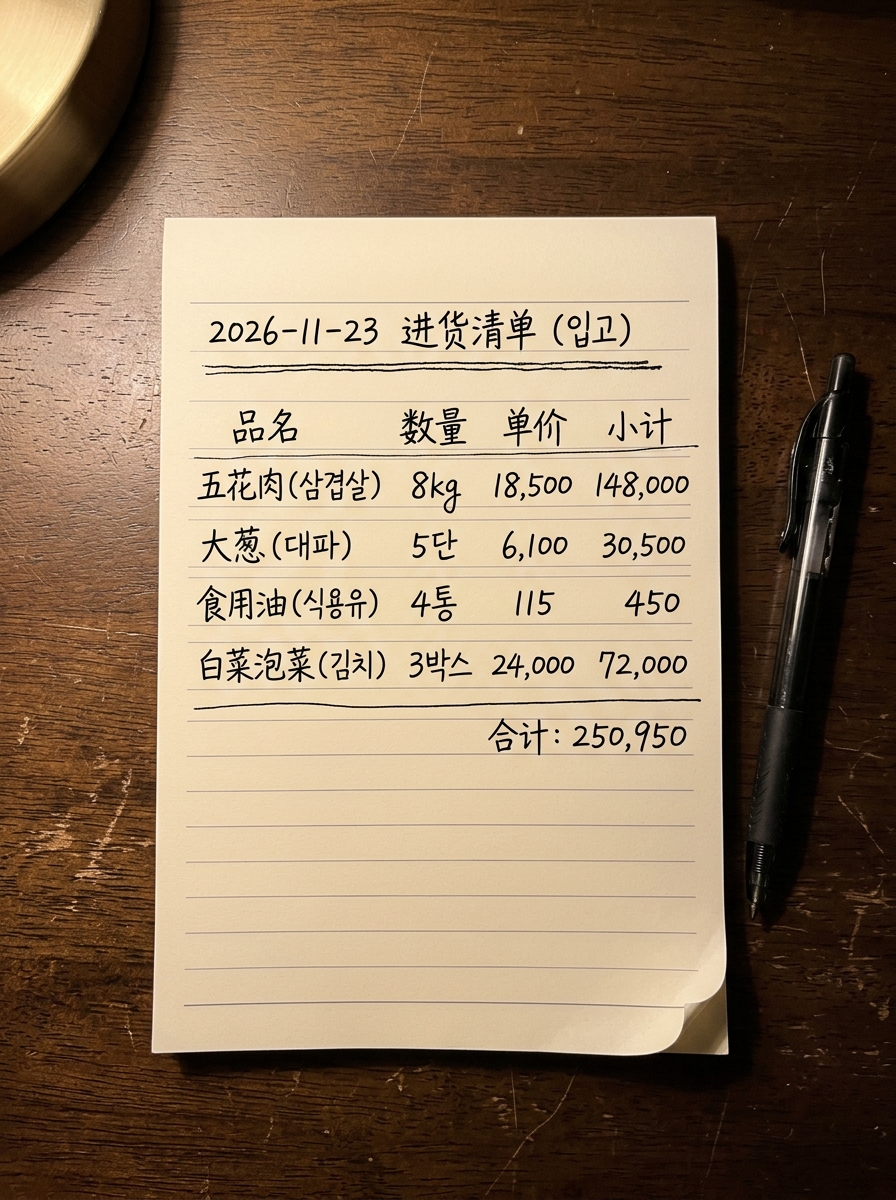 2026-11-23 进货清单 (입고)
品名 数量 单价 小计
五花肉(삼겹살) 8kg 18,500 148,000
大葱(대파) 5단 6,100 30,500
食用油(식용유) 4통 115 450
白菜泡菜(김치) 3박스 24,000 72,000
合计: 250,950